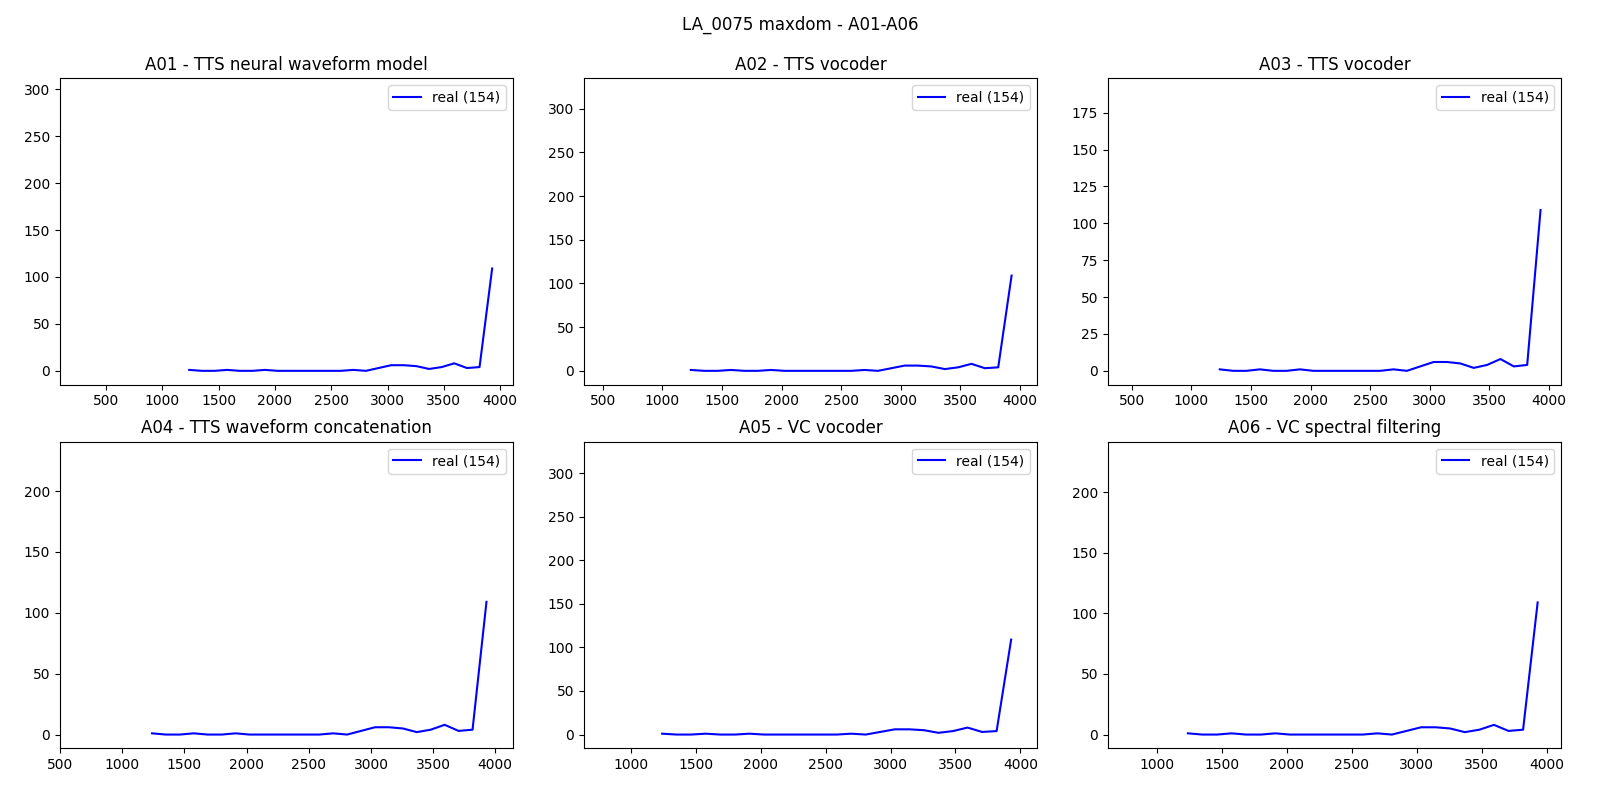 LA_0075 maxdom - A01-A06
A01 - TTS neural waveform model
300
250
200
150
100
50
0
real (154)
500 1000 1500 2000 2500 3000 3500 4000
A02 - TTS vocoder
300
250
200
150
100
50
0
real (154)
500 1000 1500 2000 2500 3000 3500 4000
A03 - TTS vocoder
175
150
125
100
75
50
25
0
real (154)
500 1000 1500 2000 2500 3000 3500 4000
A04 - TTS waveform concatenation
200
150
100
50
0
real (154)
500 1000 1500 2000 2500 3000 3500 4000
A05 - VC vocoder
300
250
200
150
100
50
0
real (154)
1000 1500 2000 2500 3000 3500 4000
A06 - VC spectral filtering
200
150
100
50
0
real (154)
1000 1500 2000 2500 3000 3500 4000